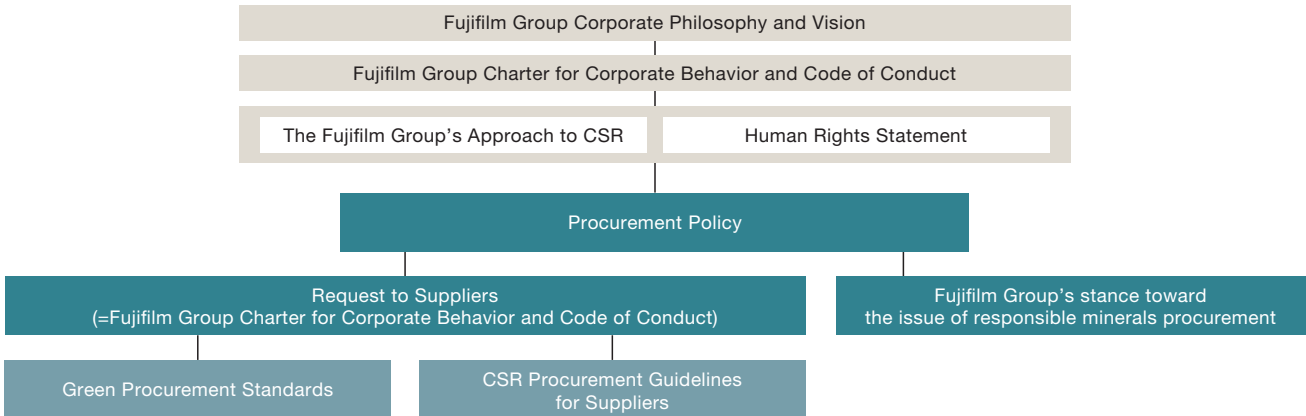 Fujifilm Group Corporate Philosophy and Vision
Fujifilm Group Charter for Corporate Behavior and Code of Conduct
The Fujifilm Group’s Approach to CSR
Human Rights Statement
Procurement Policy
Request to Suppliers
(=Fujifilm Group Charter for Corporate Behavior and Code of Conduct)
Fujifilm Group’s stance toward
the issue of responsible minerals procurement
Green Procurement Standards
CSR Procurement Guidelines
for Suppliers